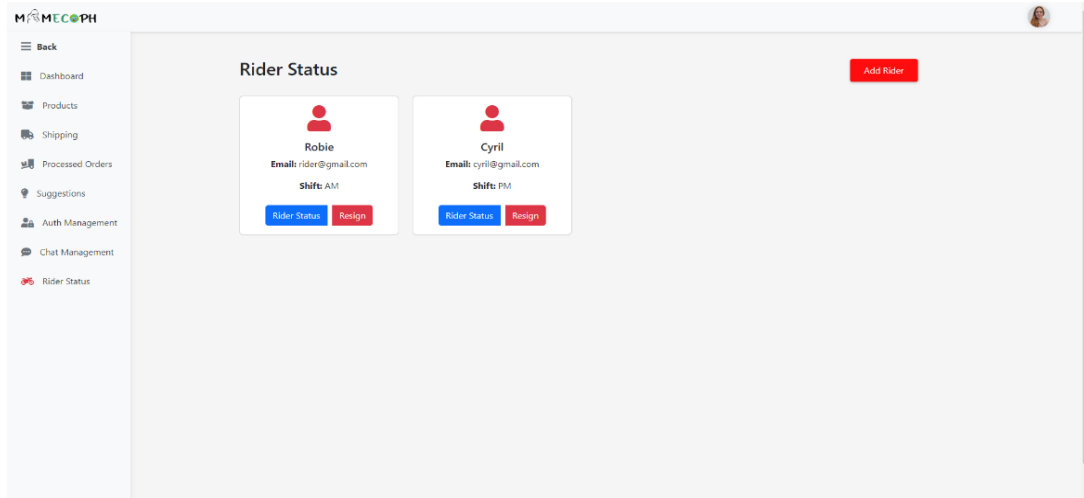 MAMECOPH
Back
Dashboard
Products
Shipping
Processed Orders
Suggestions
Auth Management
Chat Management
Rider Status
Rider Status
Add Rider
Robie
Email: rider@gmail.com
Shift: AM
Rider Status Resign
Cyril
Email: cyril@gmail.com
Shift: PM
Rider Status Resign